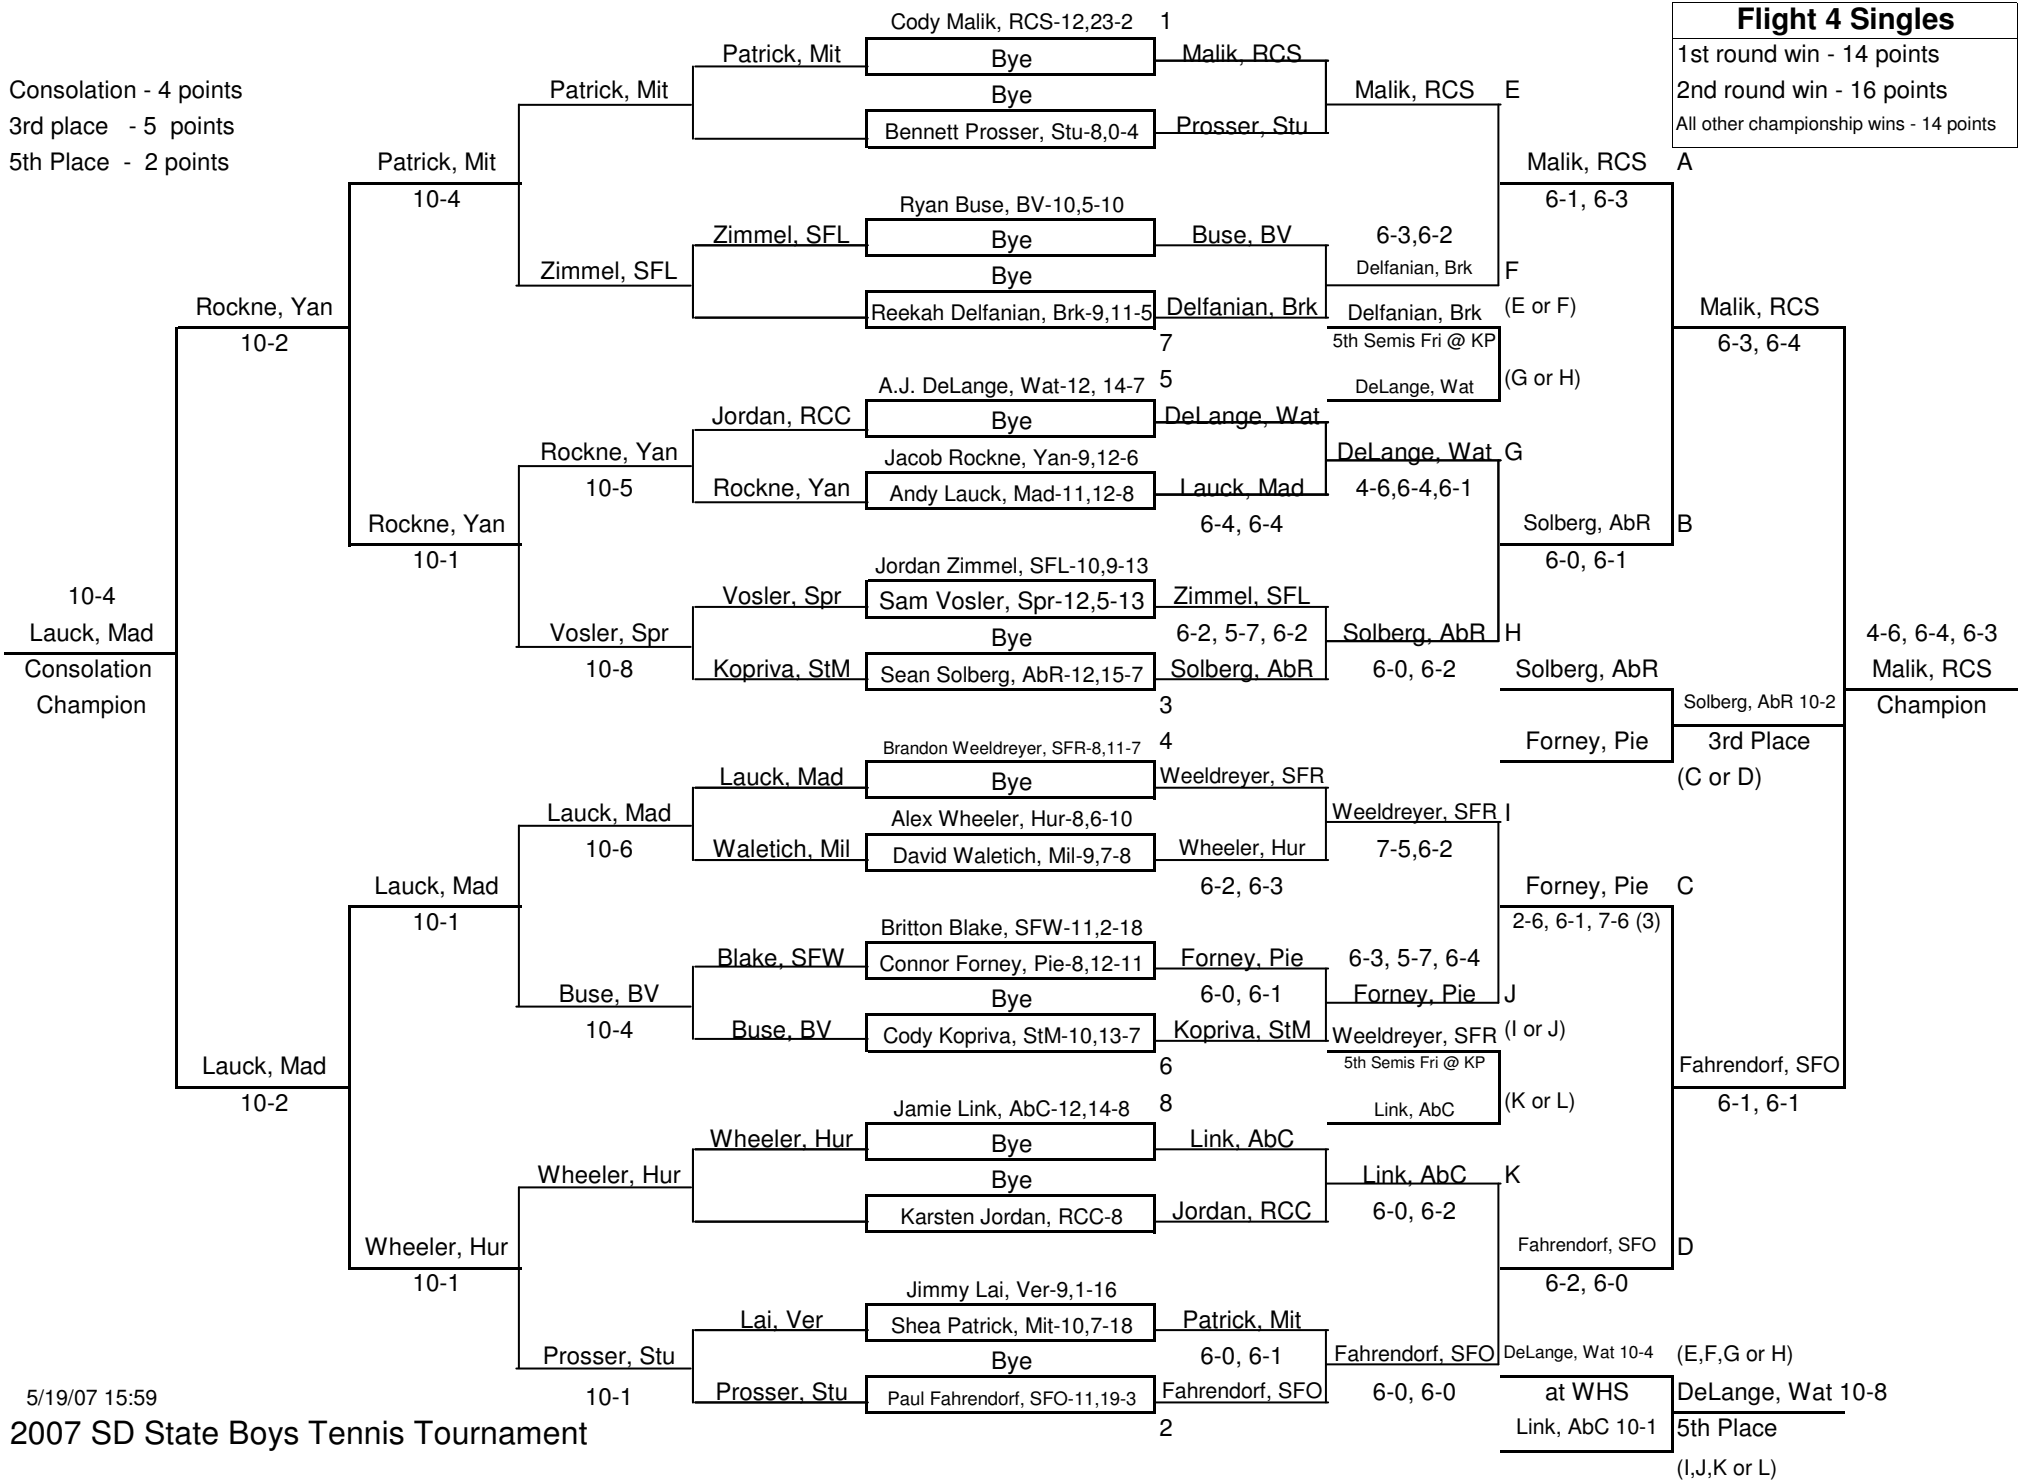 Flight 4 Singles
1st round win - 14 points
2nd round win - 16 points
All other championship wins - 14 points
Consolation - 4 points
3rd place - 5 points
5th Place - 2 points
10-4
Lauck, Mad
Consolation
Champion
Rockne, Yan
10-2
Lauck, Mad
10-2
Patrick, Mit
10-4
Rockne, Yan
10-1
Lauck, Mad
10-1
Wheeler, Hur
10-1
Patrick, Mit
Zimmel, SFL
Rockne, Yan
10-5
Vosler, Spr
10-8
Lauck, Mad
10-6
Buse, BV
10-4
Wheeler, Hur
Prosser, Stu
10-1
Patrick, Mit
Zimmel, SFL
Jordan, RCC
Rockne, Yan
Vosler, Spr
Kopriva, StM
Lauck, Mad
Waletich, Mil
Blake, SFW
Buse, BV
Wheeler, Hur
Lai, Ver
Prosser, Stu
Cody Malik, RCS-12,23-2 1
Bye
Bye
Bennett Prosser, Stu-8,0-4
Ryan Buse, BV-10,5-10
Bye
Bye
Reekah Delfanian, Brk-9,11-5
7
A.J. DeLange, Wat-12, 14-7 5
Bye
Jacob Rockne, Yan-9,12-6
Andy Lauck, Mad-11,12-8
Jordan Zimmel, SFL-10,9-13
Sam Vosler, Spr-12,5-13
Bye
Sean Solberg, AbR-12,15-7
3
Brandon Weeldreyer, SFR-8,11-7 4
Bye
Alex Wheeler, Hur-8,6-10
David Waletich, Mil-9,7-8
Britton Blake, SFW-11,2-18
Connor Forney, Pie-8,12-11
Bye
Cody Kopriva, StM-10,13-7
6
Jamie Link, AbC-12,14-8 8
Bye
Bye
Karsten Jordan, RCC-8
Jimmy Lai, Ver-9,1-16
Shea Patrick, Mit-10,7-18
Bye
Paul Fahrendorf, SFO-11,19-3
2
Malik, RCS
Prosser, Stu
Buse, BV
Delfanian, Brk
DeLange, Wat
Lauck, Mad
6-4, 6-4
Zimmel, SFL
6-2, 5-7, 6-2
Solberg, AbR
Weeldreyer, SFR
Wheeler, Hur
6-2, 6-3
Forney, Pie
6-0, 6-1
Kopriva, StM
Link, AbC
Jordan, RCC
Patrick, Mit
6-0, 6-1
Fahrendorf, SFO
Malik, RCS E
6-3,6-2
Delfanian, Brk F
Delfanian, Brk (E or F)
5th Semis Fri @ KP
DeLange, Wat (G or H)
DeLange, Wat G
4-6,6-4,6-1
Solberg, AbR H
6-0, 6-2
Weeldreyer, SFR I
7-5,6-2
6-3, 5-7, 6-4
Forney, Pie J
Weeldreyer, SFR (I or J)
5th Semis Fri @ KP
Link, AbC (K or L)
Link, AbC K
6-0, 6-2
Fahrendorf, SFO
6-0, 6-0
Malik, RCS A
6-1, 6-3
Solberg, AbR B
6-0, 6-1
Solberg, AbR
Forney, Pie
Forney, Pie C
2-6, 6-1, 7-6 (3)
Fahrendorf, SFO D
6-2, 6-0
DeLange, Wat 10-4 (E,F,G or H)
at WHS
Link, AbC 10-1
Malik, RCS
6-3, 6-4
Solberg, AbR 10-2
3rd Place
(C or D)
Fahrendorf, SFO
6-1, 6-1
DeLange, Wat 10-8
5th Place
(I,J,K or L)
4-6, 6-4, 6-3
Malik, RCS
Champion
5/19/07 15:59
2007 SD State Boys Tennis Tournament